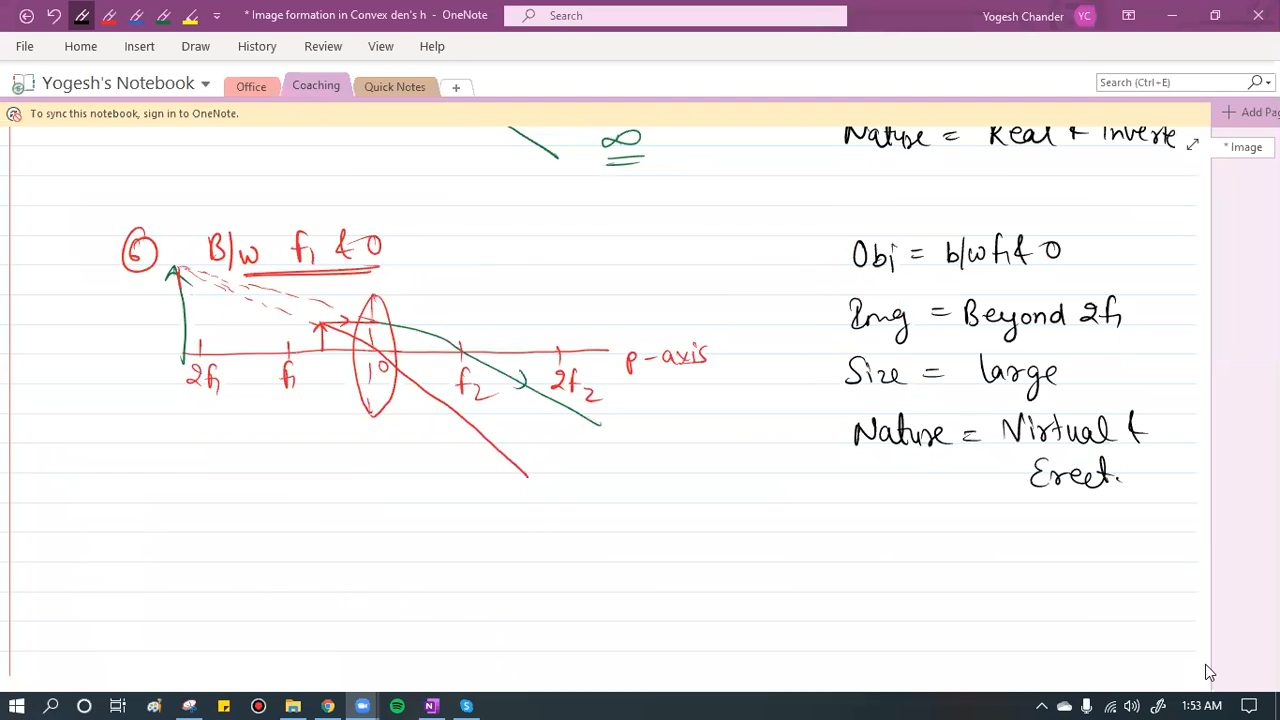 * Image formation in Convex den's h - OneNote
Search
Yogesh Chander
YC
File
Home
Insert
Draw
History
Review
View
Help
Yogesh's Notebook
Office
Coaching
Quick Notes
+
Search (Ctrl+E)
To sync this notebook, sign in to OneNote.
Add Pag
* Image
∞
Nature = Real & Inverte
6 B/w f1 & O
Obj = b/w f1 & O
Img = Beyond 2f1
Size = large
Nature = Virtual &
Erect.
A
2f1
f1
O
f2
2f2
p-axis
1:53 AM